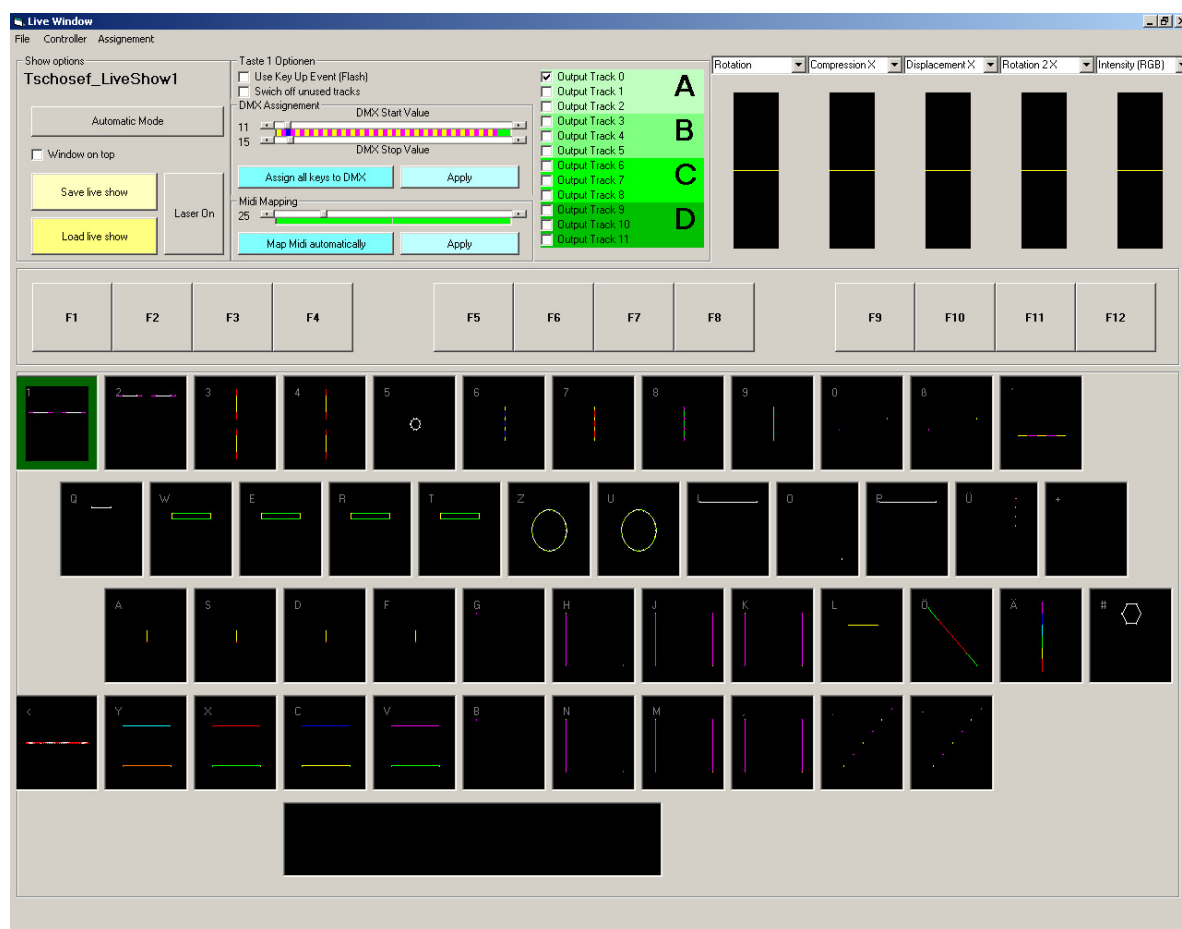 Live Window
File Controller Assignement
Show options
Tschosef_LiveShow1
Automatic Mode
Window on top
Save live show
Load live show
Laser On
Taste 1 Optionen
Use Key Up Event (Flash)
Swich off unused tracks
DMX Assignement
DMX Start Value
11
15
DMX Stop Value
Assign all keys to DMX Apply
Midi Mapping
25
Map Midi automatically Apply
Output Track 0
Output Track 1
Output Track 2
A
Output Track 3
Output Track 4
Output Track 5
B
Output Track 6
Output Track 7
Output Track 8
C
Output Track 9
Output Track 10
Output Track 11
D
Rotation Compression X Displacement X Rotation 2 X Intensity (RGB)
F1 F2 F3 F4 F5 F6 F7 F8 F9 F10 F11 F12
1 2 3 4 5 6 7 8 9 0 ß ´
Q W E R T Z U I O P Ü +
A S D F G H J K L Ö Ä #
< Y X C V B N M , . -